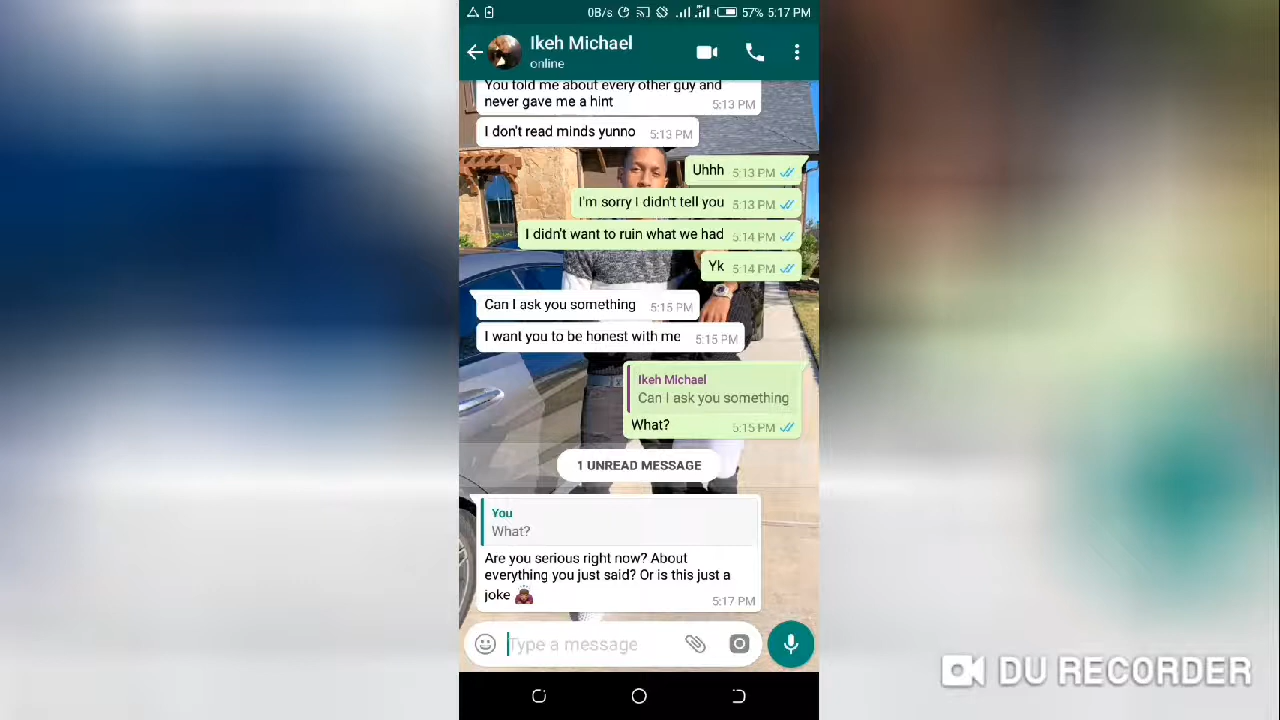 0B/s 57% 5:17 PM
Ikeh Michael
online
You told me about every other guy and
never gave me a hint 5:13 PM
I don't read minds yunno 5:13 PM
Uhhh 5:13 PM
I'm sorry I didn't tell you 5:13 PM
I didn't want to ruin what we had 5:14 PM
Yk 5:14 PM
Can I ask you something 5:15 PM
I want you to be honest with me 5:15 PM
Ikeh Michael
Can I ask you something
What? 5:15 PM
1 UNREAD MESSAGE
You
What?
Are you serious right now? About
everything you just said? Or is this just a
joke 5:17 PM
Type a message
DU RECORDER